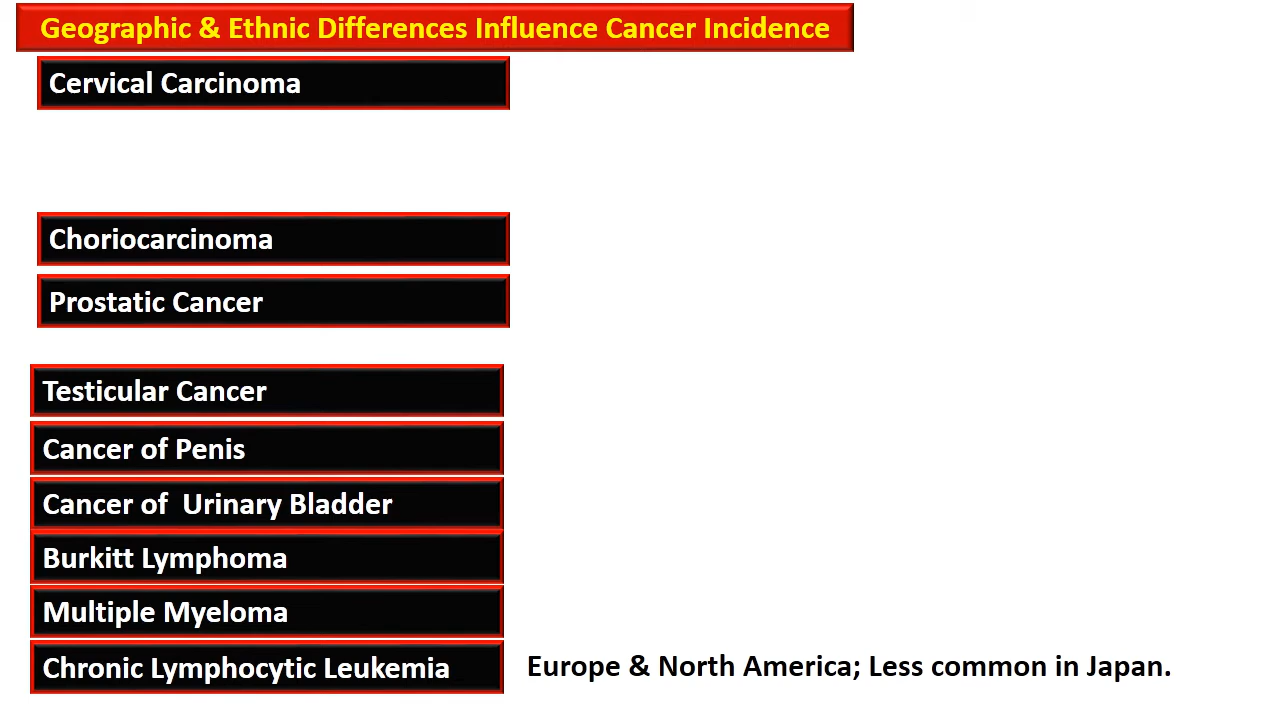 Geographic & Ethnic Differences Influence Cancer Incidence
Cervical Carcinoma
Choriocarcinoma
Prostatic Cancer
Testicular Cancer
Cancer of Penis
Cancer of  Urinary Bladder
Burkitt Lymphoma
Multiple Myeloma
Chronic Lymphocytic Leukemia Europe & North America; Less common in Japan.